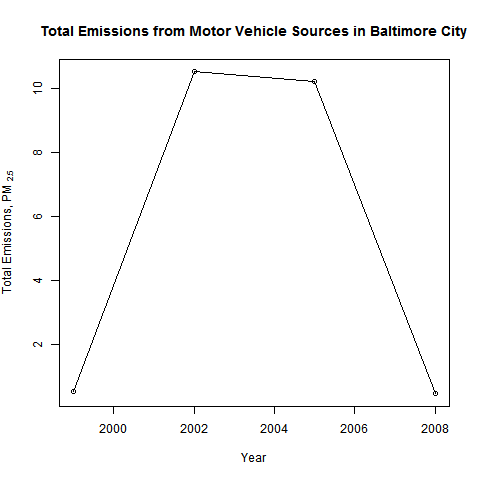 Total Emissions from Motor Vehicle Sources in Baltimore City
Total Emissions, PM 2.5
10
8
6
4
2
2000 2002 2004 2006 2008
Year